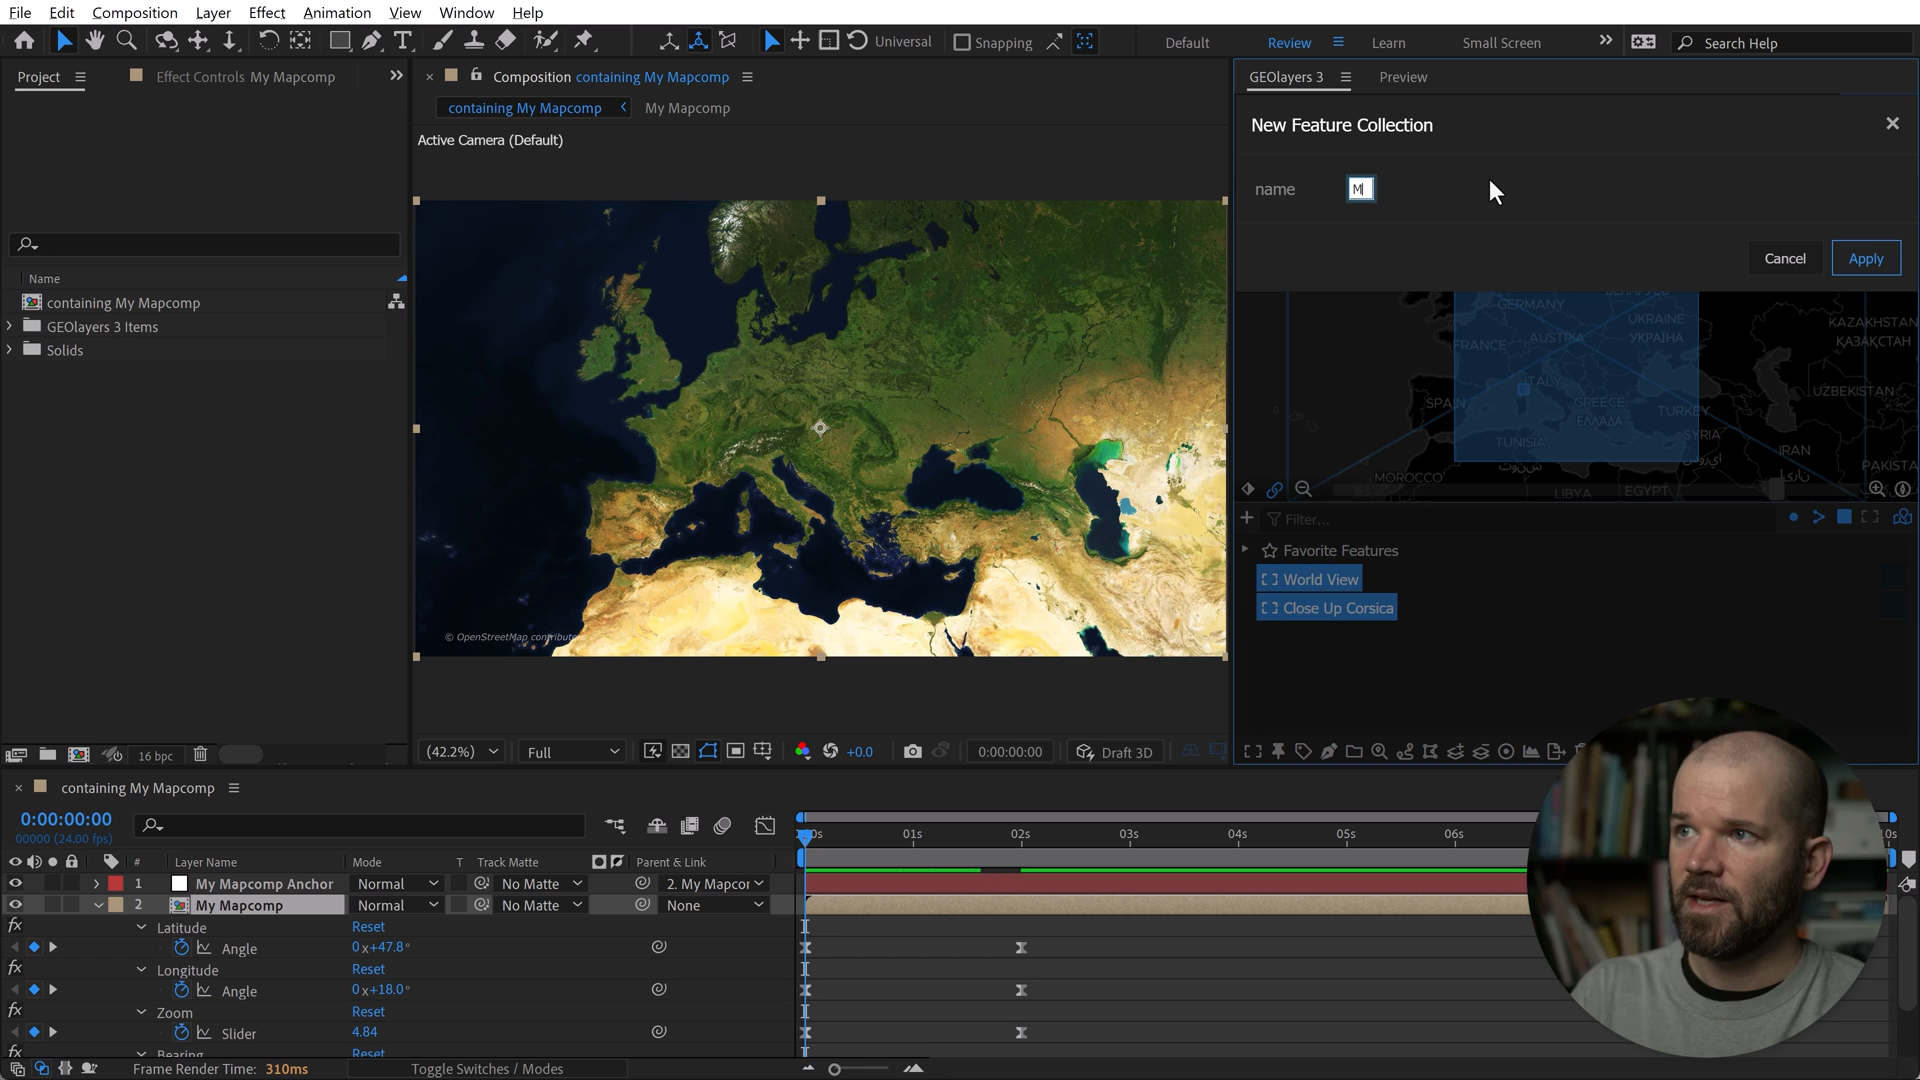 File Edit Composition Layer Effect Animation View Window Help
Universal Snapping Default Review Learn Small Screen Search Help
Project Effect Controls My Mapcomp
Composition containing My Mapcomp
GEOlayers 3 Preview
containing My Mapcomp My Mapcomp
Active Camera (Default)
New Feature Collection
name M
Cancel Apply
Name
containing My Mapcomp
GEOlayers 3 Items
Solids
GERMANY
UKRAINE
УКРАЇНА
FRANCE
AUSTRIA
KAZAKHSTAN
ҚАЗАҚСТАН
ITALY
UZBEKISTAN
SPAIN
GREECE
ΕΛΛΑΔΑ
TURKEY
TUNISIA
SYRIA
IRAN
MOROCCO
PAKISTA
LIBYA
EGYPT
Filter...
Favorite Features
World View
Close Up Corsica
© OpenStreetMap contributors
16 bpc
(42.2%) Full +0.0 0:00:00:00 Draft 3D
containing My Mapcomp
0:00:00:00
00000 (24.00 fps)
01s 02s 03s 04s 05s 06s
# Layer Name Mode T Track Matte Parent & Link
1 My Mapcomp Anchor Normal No Matte 2. My Mapcor
2 My Mapcomp Normal No Matte None
fx Latitude Reset
Angle 0x+47.8°
fx Longitude Reset
Angle 0x+18.0°
fx Zoom Reset
Slider 4.84
fx Bearing Reset
Frame Render Time: 310ms Toggle Switches / Modes